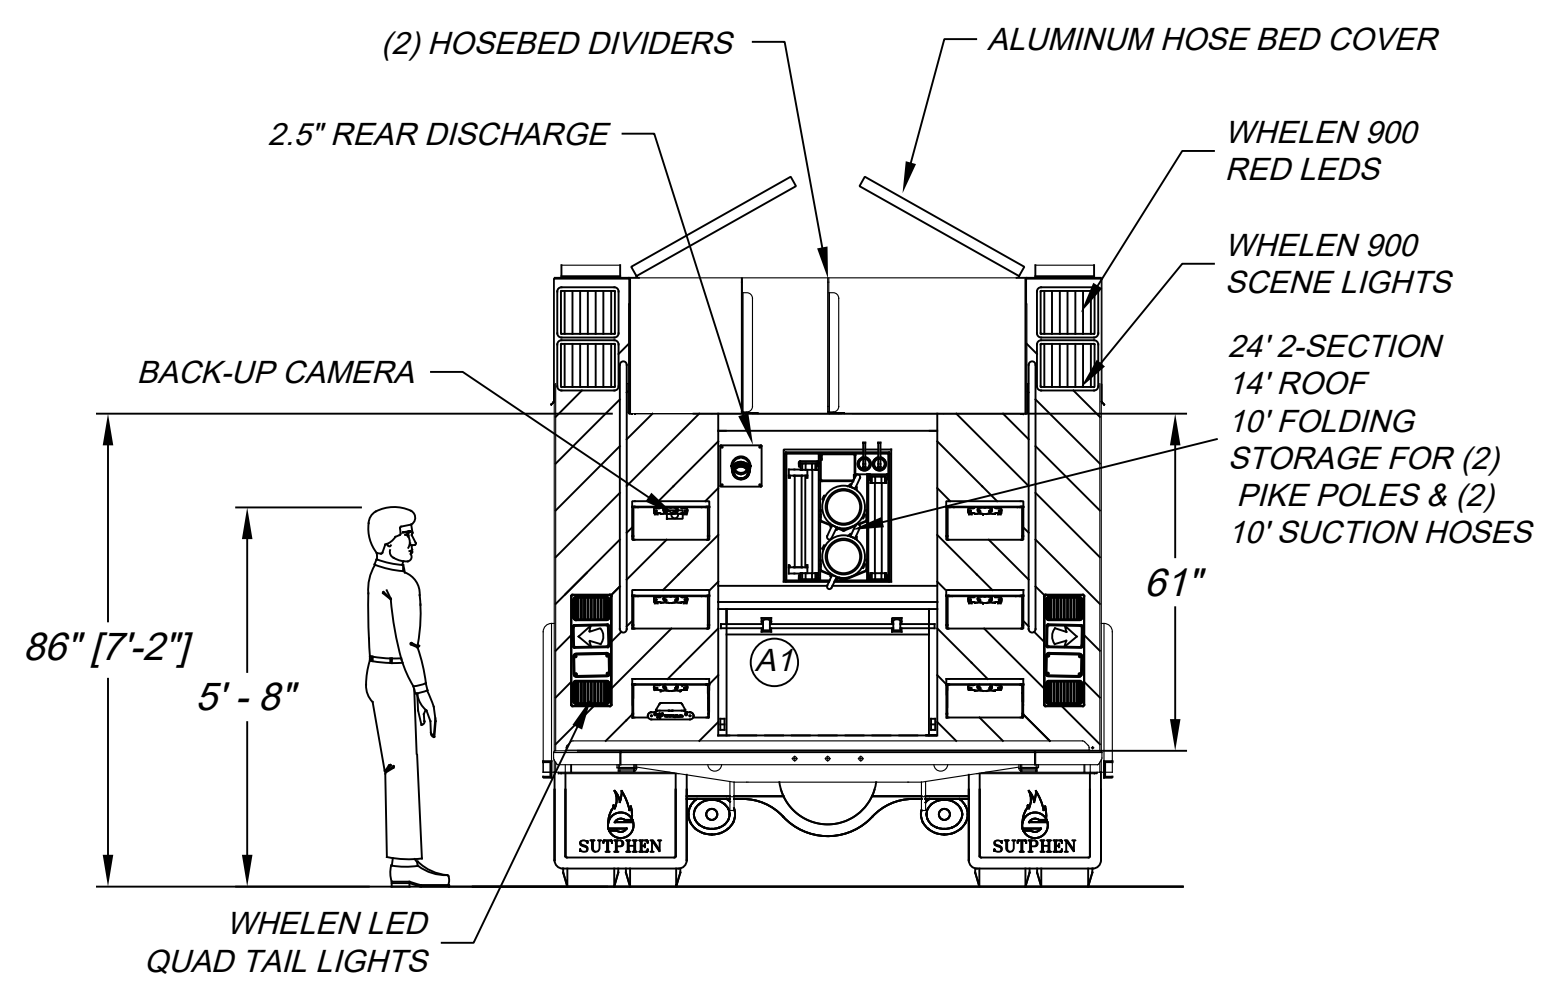 (2) HOSEBED DIVIDERS
ALUMINUM HOSE BED COVER
2.5" REAR DISCHARGE
WHELEN 900
RED LEDS
WHELEN 900
SCENE LIGHTS
BACK-UP CAMERA
24' 2-SECTION
14' ROOF
10' FOLDING
STORAGE FOR (2)
PIKE POLES & (2)
10' SUCTION HOSES
61"
86" [7'-2"]
5' - 8"
A1
SUTPHEN
SUTPHEN
WHELEN LED
QUAD TAIL LIGHTS